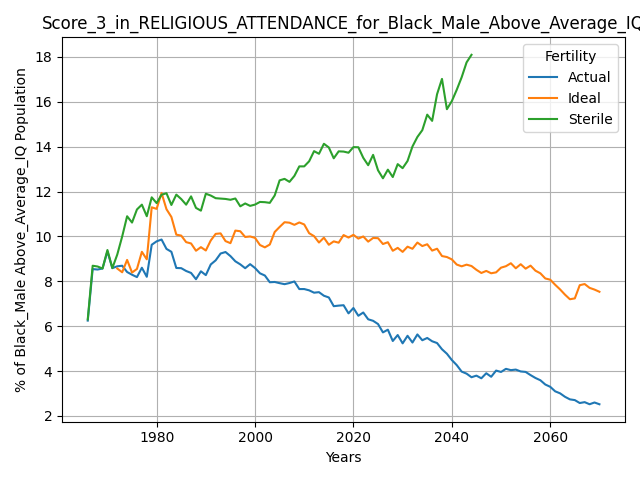 Score_3_in_RELIGIOUS_ATTENDANCE_for_Black_Male_Above_Average_IQ
% of Black_Male Above_Average_IQ Population
18
16
14
12
10
8
6
4
2
1980
2000
2020
2040
2060
Years
Fertility
Actual
Ideal
Sterile